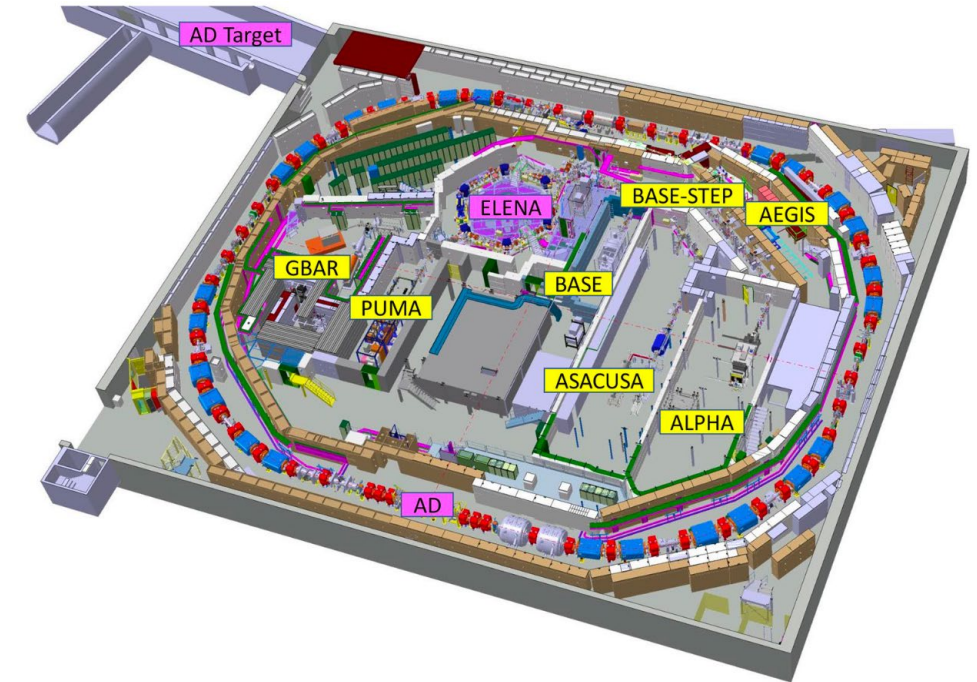 AD Target
ELENA
BASE-STEP
AEGIS
GBAR
PUMA
BASE
ASACUSA
ALPHA
AD